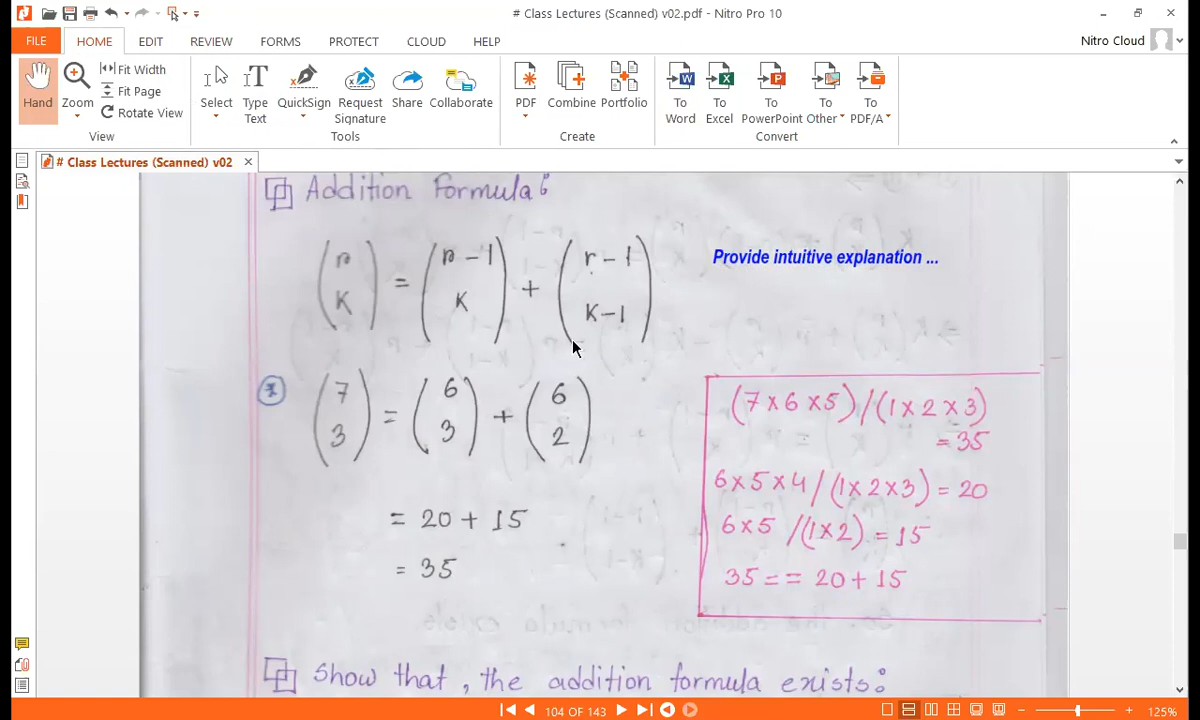 # Class Lectures (Scanned) v02.pdf - Nitro Pro 10
FILE HOME EDIT REVIEW FORMS PROTECT CLOUD HELP
Nitro Cloud
Hand
Zoom
Fit Width
Fit Page
Rotate View
View
Select
Type Text
QuickSign
Request Signature
Share
Collaborate
Tools
PDF
Combine
Portfolio
Create
To Word
To Excel
To PowerPoint
To Other
To PDF/A
Convert
# Class Lectures (Scanned) v02
Addition Formula:
(r K) = (r-1 K) + (r-1 K-1)
Provide intuitive explanation ...
* (7 3) = (6 3) + (6 2)
= 20 + 15
= 35
(7×6×5)/(1×2×3)
= 35
6×5×4/(1×2×3) = 20
6×5/(1×2) = 15
35 = = 20+15
Show that, the addition formula exists:
104 OF 143
125%